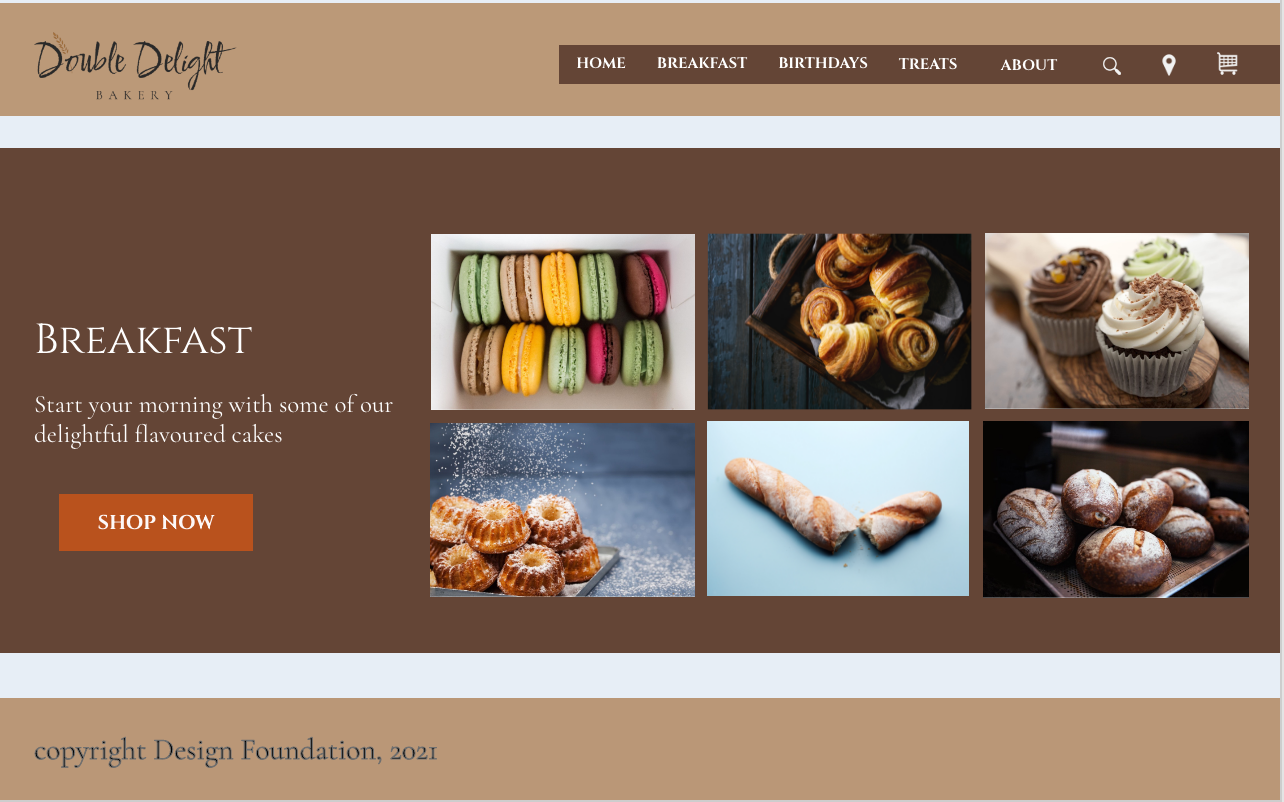 Double Delight
BAKERY
HOME BREAKFAST BIRTHDAYS TREATS ABOUT
Breakfast
Start your morning with some of our
delightful flavoured cakes
SHOP NOW
copyright Design Foundation, 2021